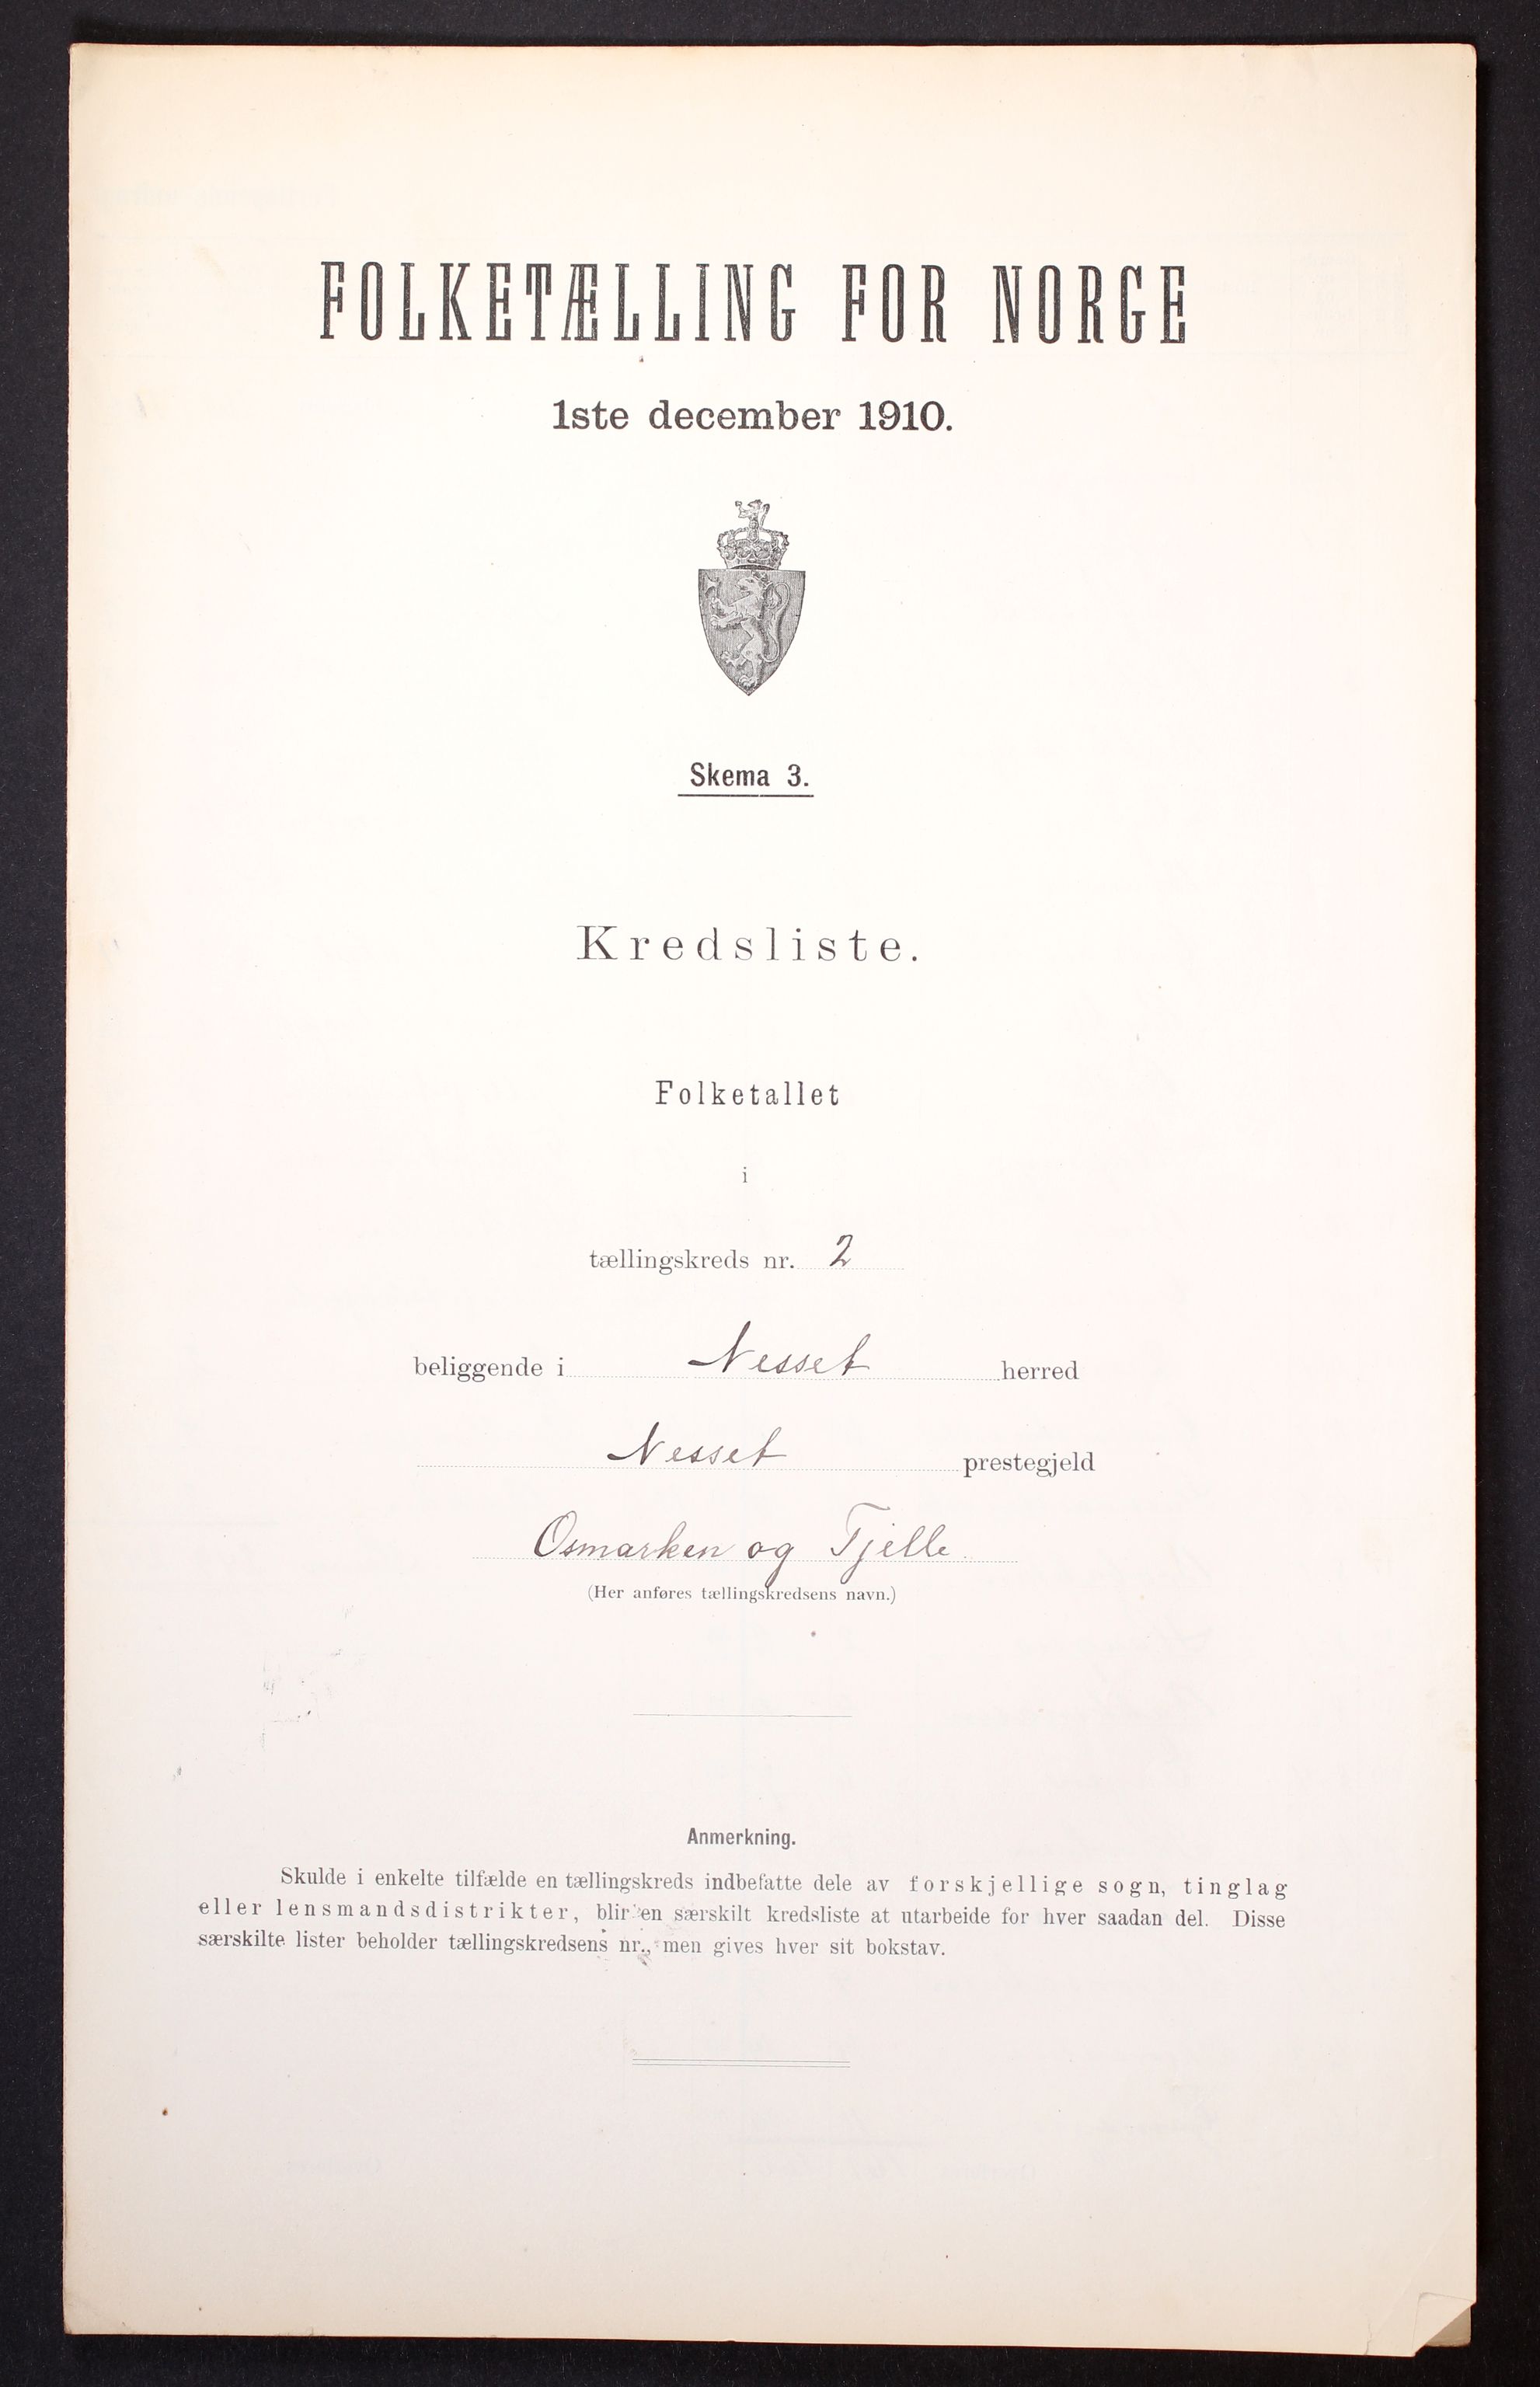 FOLKETÆLLING FOR NORGE
1ste december 1910.
Skema 3.
Kredsliste.
Folketallet
i
tællingskreds nr. 2
beliggende i Nesset herred
Nesset prestegjeld
Osmarken og Tjelle
(Her anføres tællingskredsens navn.)
Anmerkning.
Skulde i enkelte tilfælde en tællingskreds indbefatte dele av forskjellige sogn, tinglag
eller lensmandsdistrikter, blir en særskilt kredsliste at utarbeide for hver saadan del. Disse
særskilte lister beholder tællingskredsens nr., men gives hver sit bokstav.